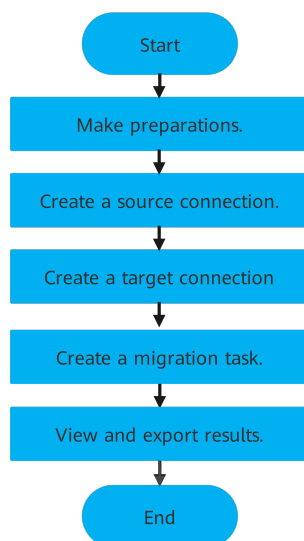 Start
Make preparations.
Create a source connection.
Create a target connection
Create a migration task.
View and export results.
End